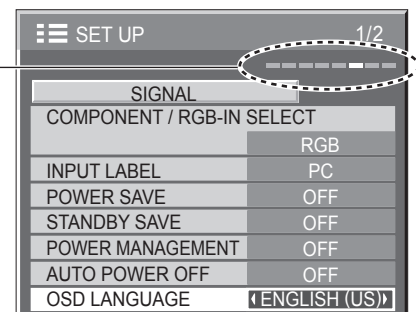 SET UP 1/2
SIGNAL
COMPONENT / RGB-IN SELECT
RGB
INPUT LABEL PC
POWER SAVE OFF
STANDBY SAVE OFF
POWER MANAGEMENT OFF
AUTO POWER OFF OFF
OSD LANGUAGE ENGLISH (US)